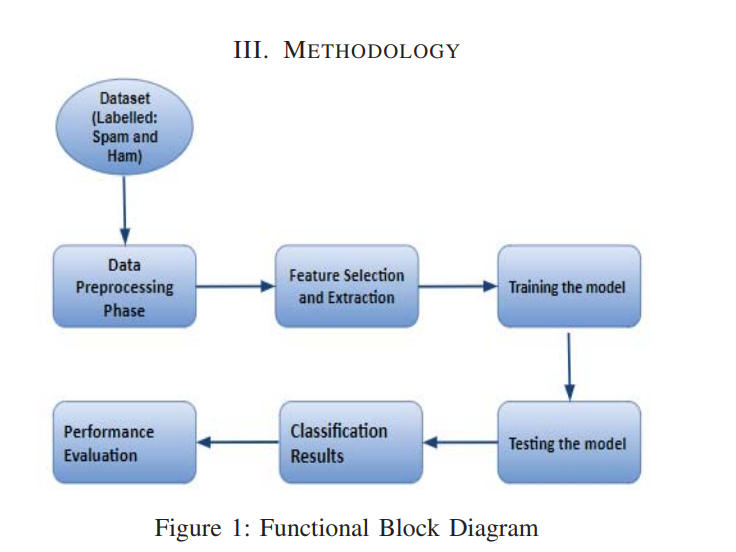 III. METHODOLOGY
Dataset
(Labelled:
Spam and
Ham)
Data
Preprocessing
Phase
Feature Selection
and Extraction
Training the model
Performance
Evaluation
Classification
Results
Testing the model
Figure 1: Functional Block Diagram